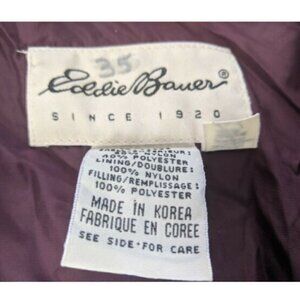 35
Eddie Bauer®
SINCE 1920
% POLYESTER
LINING/DOUBLURE:
100% NYLON
FILLING/REMPLISSAGE:
100% POLYESTER
MADE IN KOREA
FABRIQUE EN COREE
SEE SIDE·FOR CARE